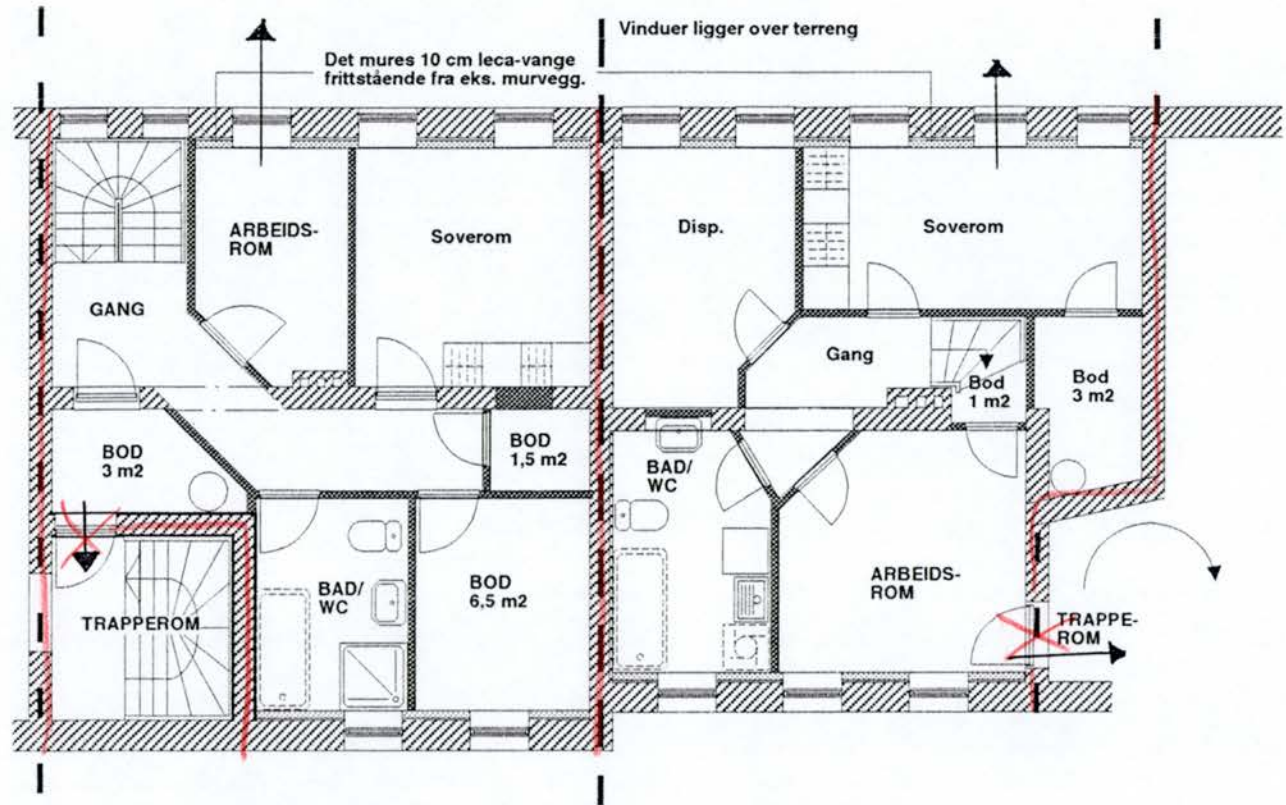 Vinduer ligger over terreng
Det mures 10 cm leca-vange
frittstående fra eks. murvegg.
ARBEIDS-
ROM
Soverom
Disp.
Soverom
GANG
Gang
Bod
1 m2
Bod
3 m2
BOD
3 m2
BOD
1,5 m2
BAD/
WC
TRAPPEROM
BAD/
WC
BOD
6,5 m2
ARBEIDS-
ROM
TRAPPE-
ROM